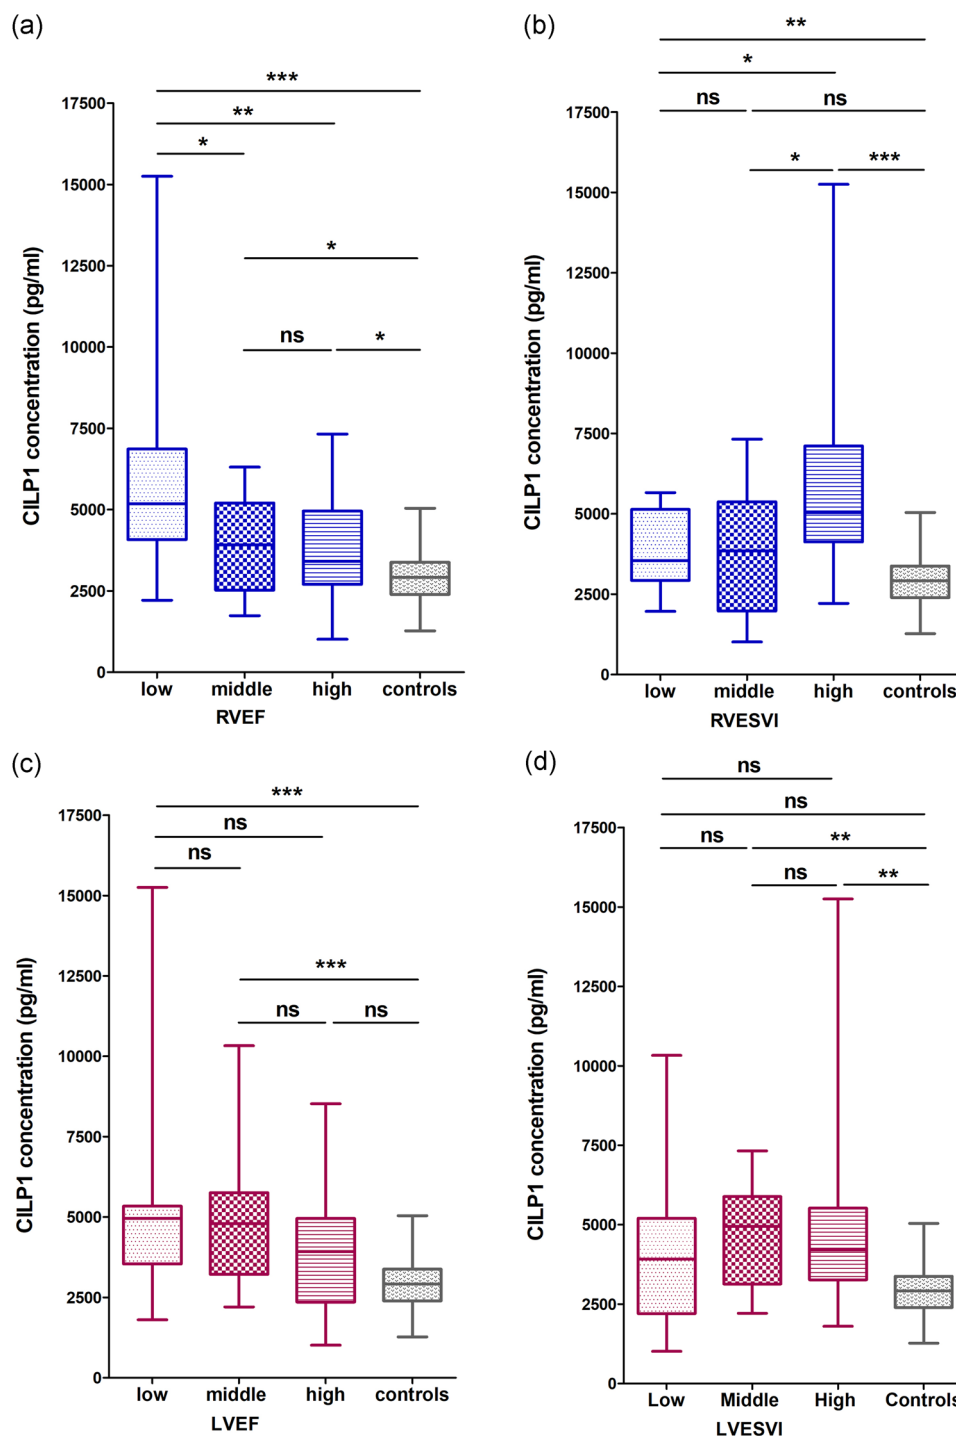 (a)
***
**
*
*
ns
*
17500
15000
12500
10000
7500
5000
2500
0
CILP1 concentration (pg/ml)
low middle high controls
RVEF
(b)
**
*
ns ns
* ***
17500
15000
12500
10000
7500
5000
2500
0
CILP1 concentration (pg/ml)
low middle high controls
RVESVI
(c)
***
ns
ns
***
ns ns
17500
15000
12500
10000
7500
5000
2500
0
CILP1 concentration (pg/ml)
low middle high controls
LVEF
(d)
ns
ns
ns **
ns **
17500
15000
12500
10000
7500
5000
2500
0
CILP1 concentration (pg/ml)
Low Middle High Controls
LVESVI